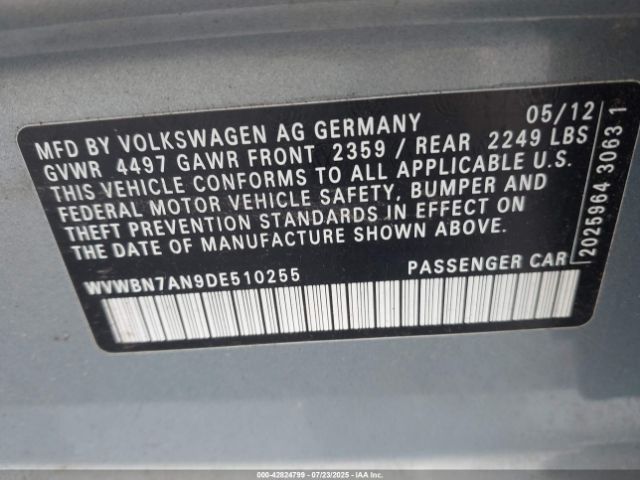 MFD BY VOLKSWAGEN AG GERMANY 05/12
GVWR 4497 GAWR FRONT 2359 / REAR 2249 LBS
THIS VEHICLE CONFORMS TO ALL APPLICABLE U.S.
FEDERAL MOTOR VEHICLE SAFETY, BUMPER AND
THEFT PREVENTION STANDARDS IN EFFECT ON
THE DATE OF MANUFACTURE SHOWN ABOVE.
WVWBN7AN9DE510255 PASSENGER CAR
2025964 3063 1
000-42824799 - 07/23/2025 - IAAI.CA